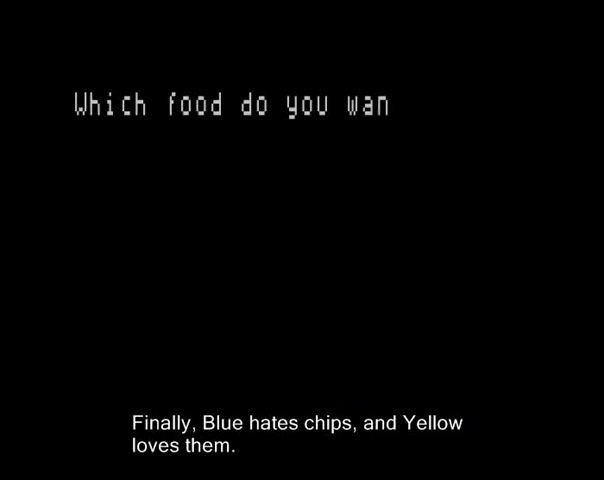 Which food do you wan
Finally, Blue hates chips, and Yellow
loves them.